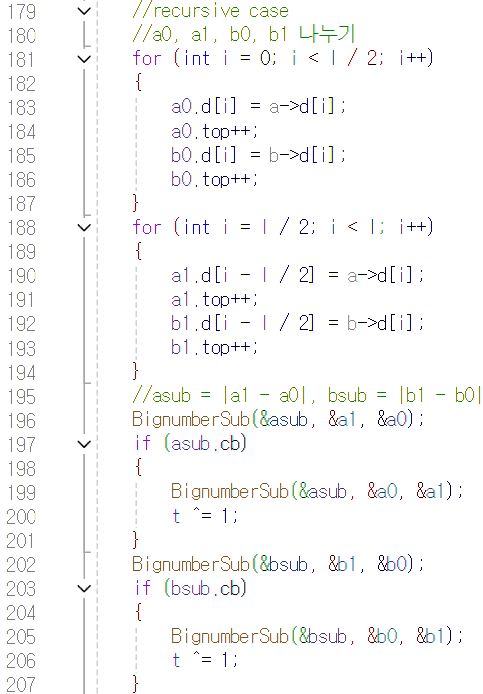 179 //recursive case
180 //a0, a1, b0, b1 나누기
181 for (int i = 0; i < l / 2; i++)
182 {
183 a0.d[i] = a->d[i];
184 a0.top++;
185 b0.d[i] = b->d[i];
186 b0.top++;
187 }
188 for (int i = l / 2; i < l; i++)
189 {
190 a1.d[i - l / 2] = a->d[i];
191 a1.top++;
192 b1.d[i - l / 2] = b->d[i];
193 b1.top++;
194 }
195 //asub = |a1 - a0|, bsub = |b1 - b0|
196 BignumberSub(&asub, &a1, &a0);
197 if (asub.cb)
198 {
199 BignumberSub(&asub, &a0, &a1);
200 t ^= 1;
201 }
202 BignumberSub(&bsub, &b1, &b0);
203 if (bsub.cb)
204 {
205 BignumberSub(&bsub, &b0, &b1);
206 t ^= 1;
207 }